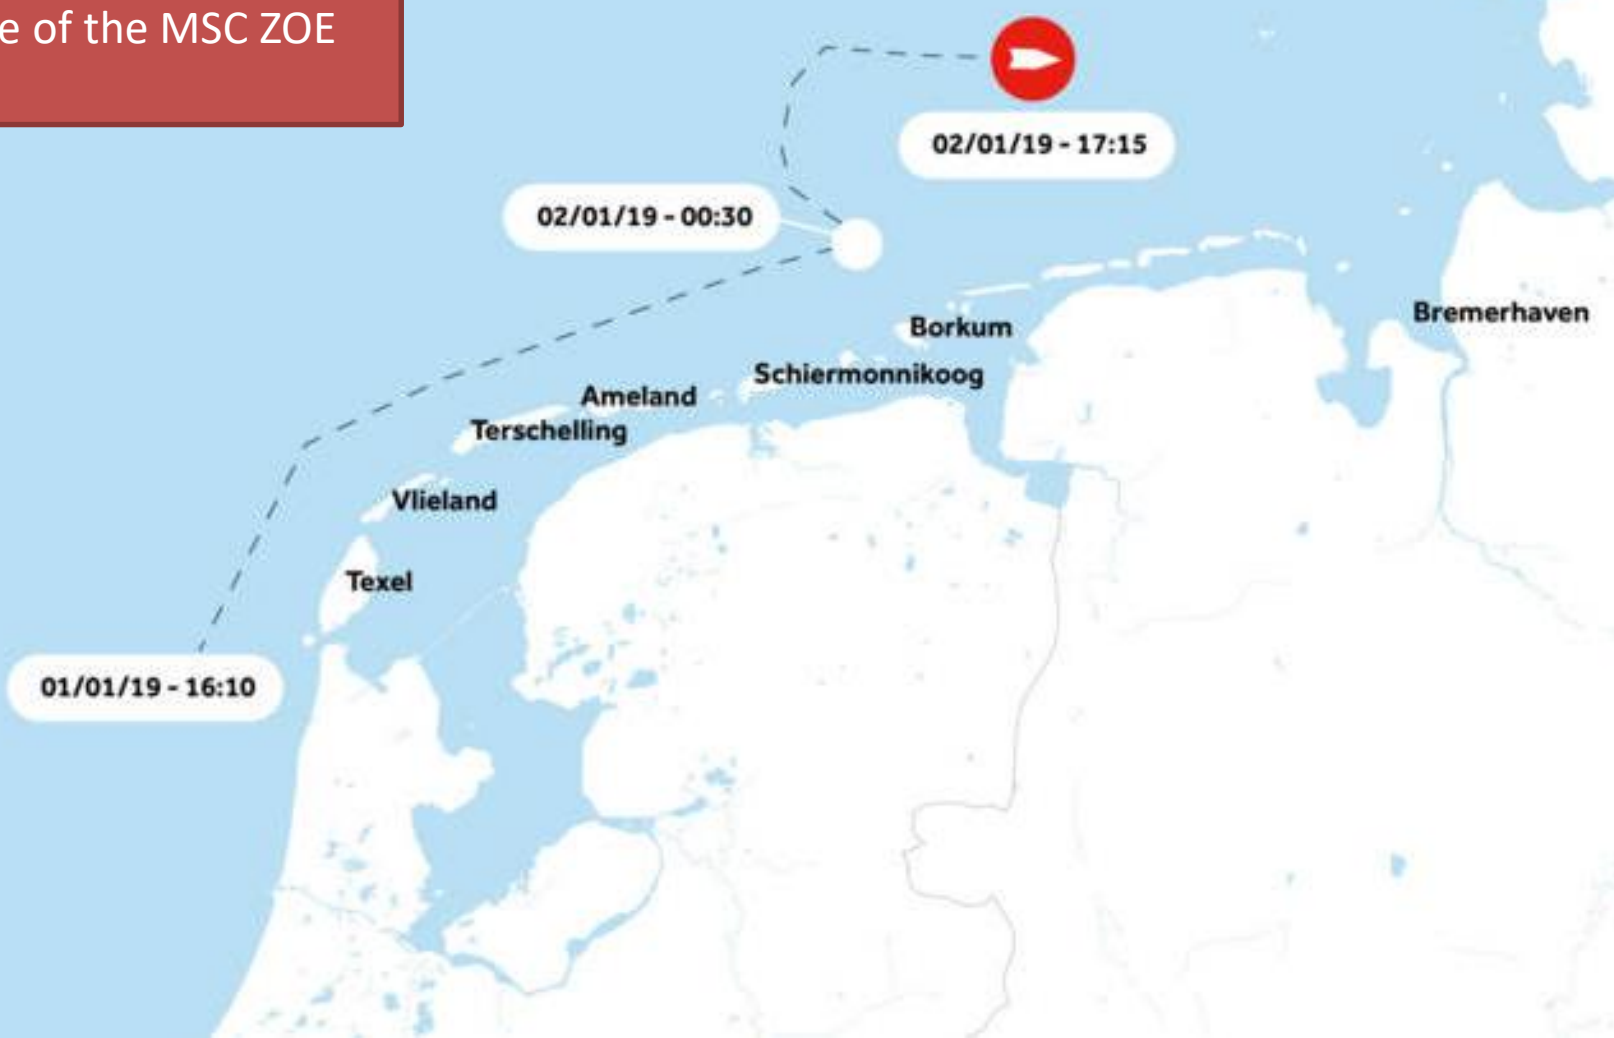 e of the MSC ZOE
02/01/19 - 17:15
02/01/19 - 00:30
Bremerhaven
Borkum
Schiermonnikoog
Ameland
Terschelling
Vlieland
Texel
01/01/19 - 16:10